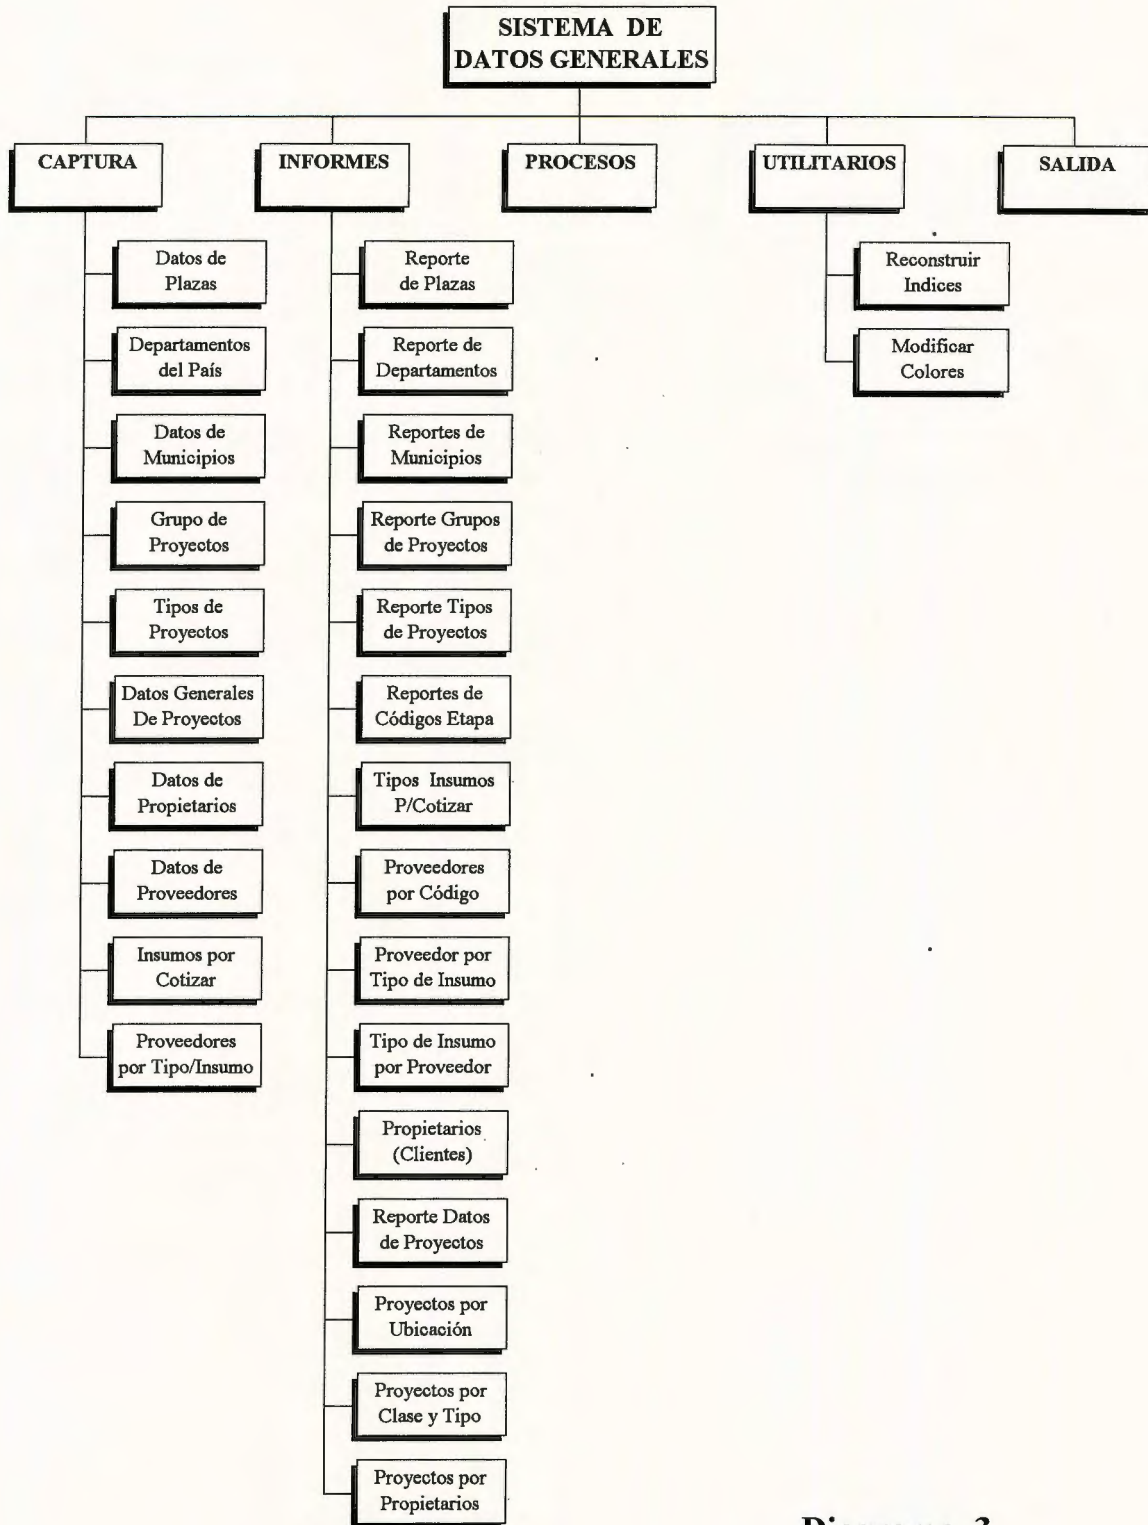 SISTEMA DE
DATOS GENERALES
CAPTURA
INFORMES
PROCESOS
UTILITARIOS
SALIDA
Datos de
Plazas
Departamentos
del País
Datos de
Municipios
Grupo de
Proyectos
Tipos de
Proyectos
Datos Generales
De Proyectos
Datos de
Propietarios
Datos de
Proveedores
Insumos por
Cotizar
Proveedores
por Tipo/Insumo
Reporte
de Plazas
Reporte de
Departamentos
Reportes de
Municipios
Reporte Grupos
de Proyectos
Reporte Tipos
de Proyectos
Reportes de
Códigos Etapa
Tipos Insumos
P/Cotizar
Proveedores
por Código
Proveedor por
Tipo de Insumo
Tipo de Insumo
por Proveedor
Propietarios
(Clientes)
Reporte Datos
de Proyectos
Proyectos por
Ubicación
Proyectos por
Clase y Tipo
Proyectos por
Propietarios
Reconstruir
Indices
Modificar
Colores